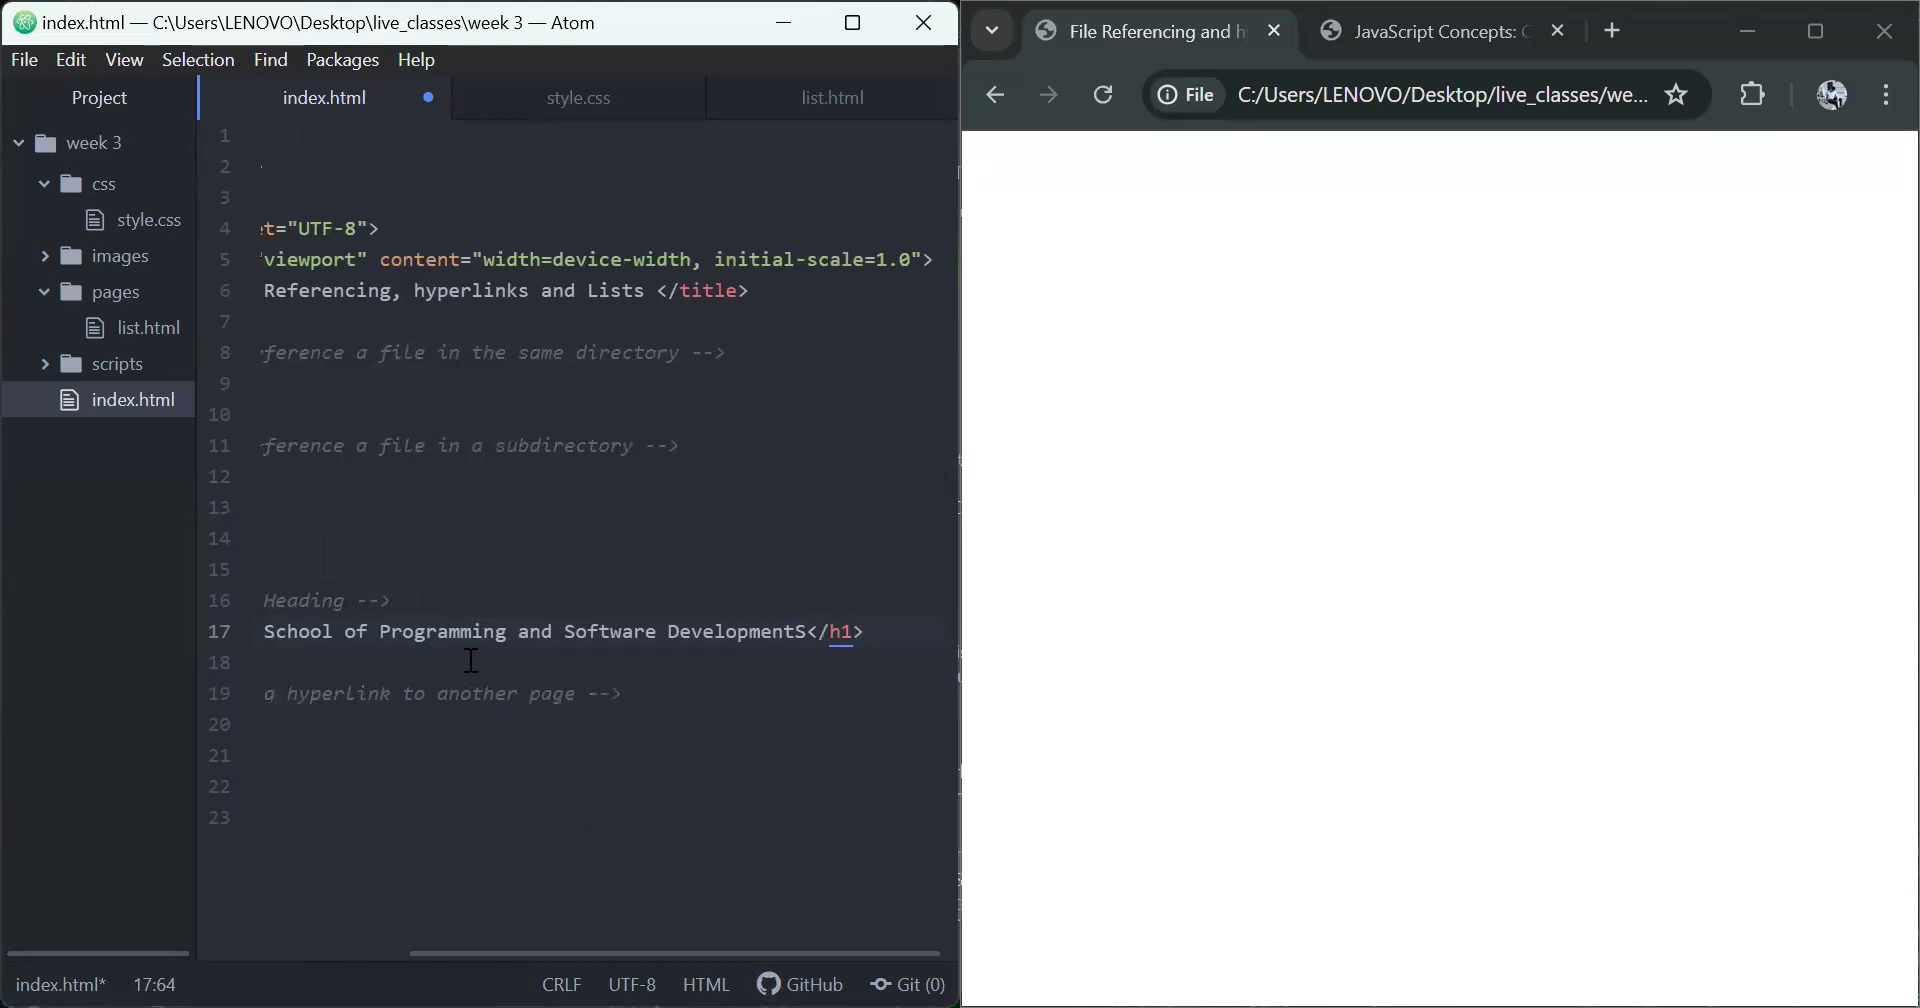 index.html — C:\Users\LENOVO\Desktop\live_classes\week 3 — Atom
File Edit View Selection Find Packages Help
Project
week 3
css
style.css
images
pages
list.html
scripts
index.html
index.html style.css list.html
1
2
3
4 et="UTF-8">
5 "viewport" content="width=device-width, initial-scale=1.0">
6 Referencing, hyperlinks and Lists </title>
7
8 ference a file in the same directory -->
9
10
11 ference a file in a subdirectory -->
12
13
14
15
16 Heading -->
17 School of Programming and Software DevelopmentS</h1>
18
19 a hyperlink to another page -->
20
21
22
23
index.html* 17:64 CRLF UTF-8 HTML GitHub Git (0)
File Referencing and h
JavaScript Concepts:
File C:/Users/LENOVO/Desktop/live_classes/we...